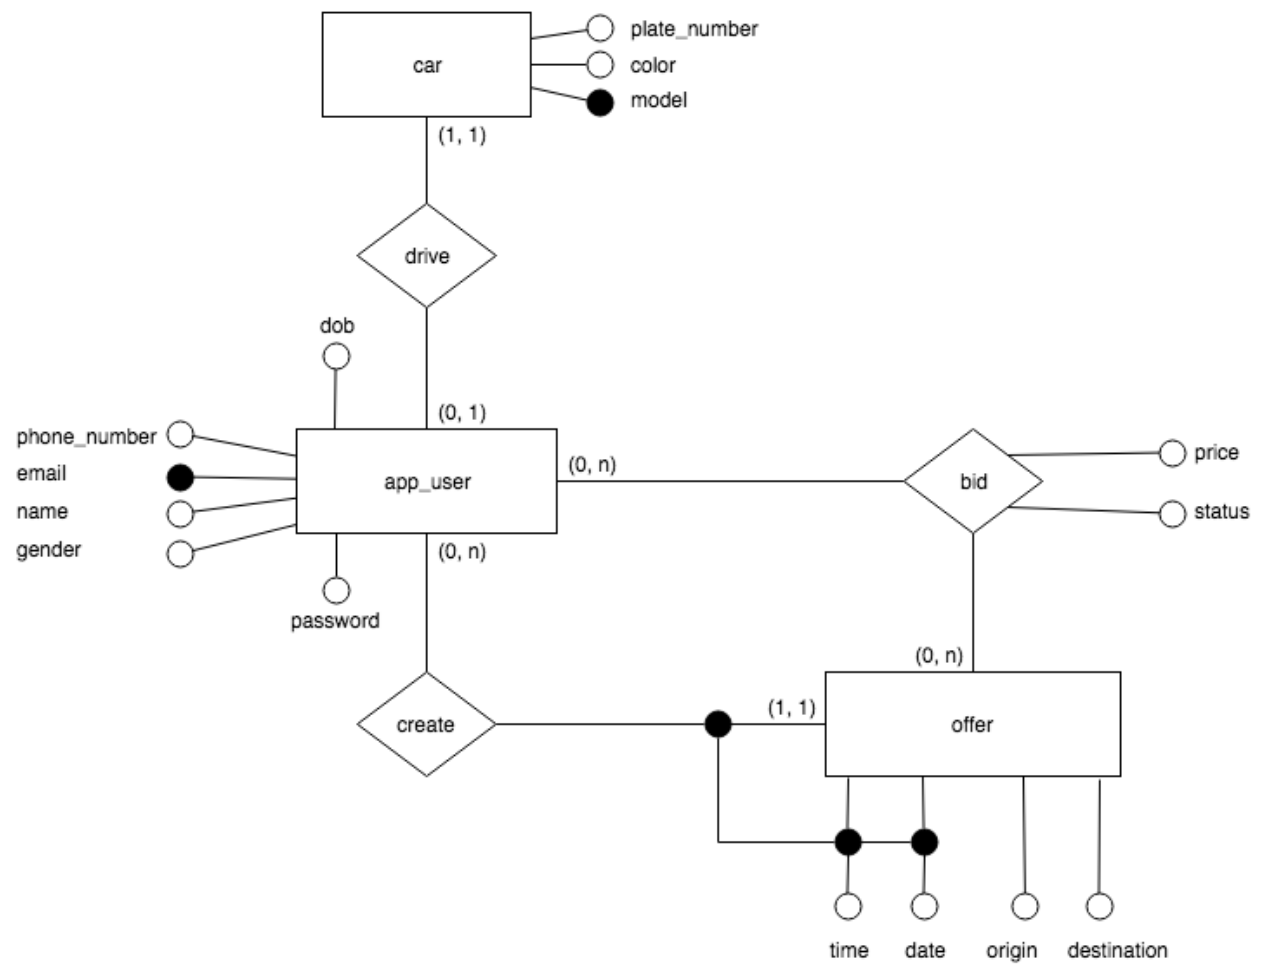 car
plate_number
color
model
(1, 1)
drive
dob
(0, 1)
phone_number
email
name
gender
app_user
(0, n)
bid
price
status
(0, n)
password
(0, n)
create
(1, 1)
offer
time
date
origin
destination